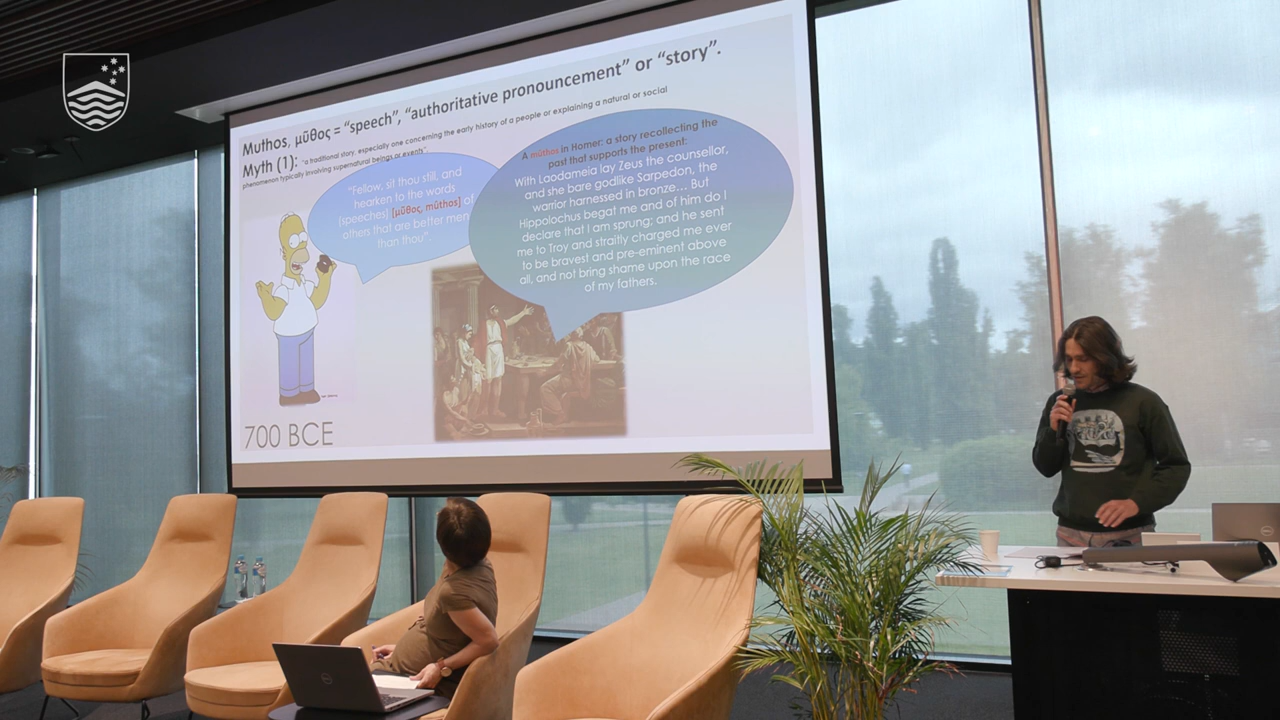 Muthos, μῦθος = “speech”, “authoritative pronouncement” or “story”.
Myth (1): “a traditional story, especially one concerning the early history of a people or explaining a natural or social
phenomenon typically involving supernatural beings or events”
“Fellow, sit thou still, and
hearken to the words
[speeches] [μῦθος, mûthos] of
others that are better men
than thou”.
A mûthos in Homer: a story recollecting the
past that supports the present:
With Laodameia lay Zeus the counsellor,
and she bare godlike Sarpedon, the
warrior harnessed in bronze... But
Hippolochus begat me and of him do I
declare that I am sprung; and he sent
me to Troy and straitly charged me ever
to be bravest and pre-eminent above
all, and not bring shame upon the race
of my fathers.
700 BCE
DELL